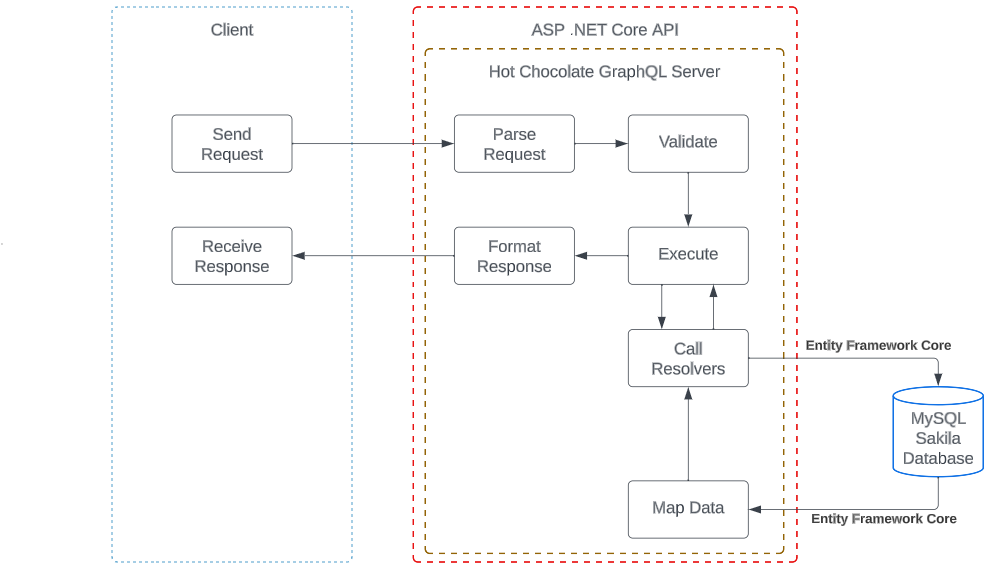 Client
ASP .NET Core API
Hot Chocolate GraphQL Server
Send
Request
Parse
Request
Validate
Receive
Response
Format
Response
Execute
Call
Resolvers
Entity Framework Core
MySQL
Sakila
Database
Map Data
Entity Framework Core